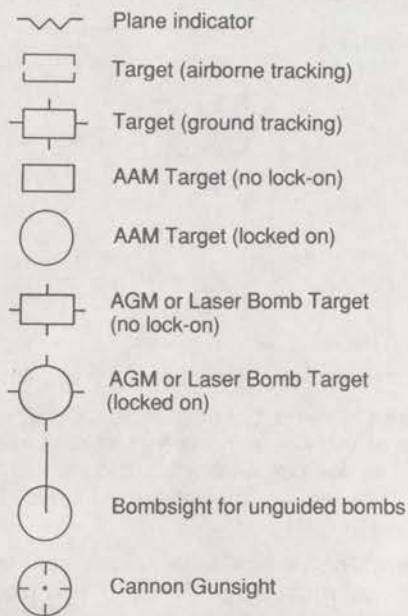 Plane indicator
Target (airborne tracking)
Target (ground tracking)
AAM Target (no lock-on)
AAM Target (locked on)
AGM or Laser Bomb Target
(no lock-on)
AGM or Laser Bomb Target
(locked on)
Bombsight for unguided bombs
Cannon Gunsight